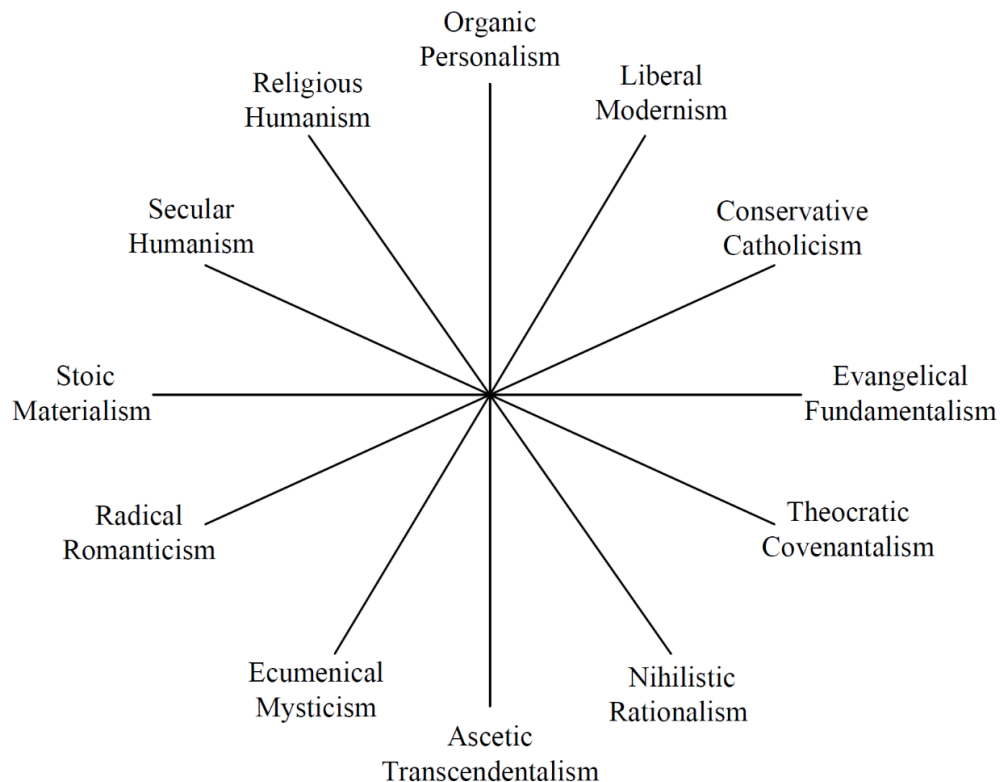 Organic
Personalism
Liberal
Modernism
Religious
Humanism
Secular
Humanism
Conservative
Catholicism
Stoic
Materialism
Evangelical
Fundamentalism
Radical
Romanticism
Theocratic
Covenantalism
Ecumenical
Mysticism
Nihilistic
Rationalism
Ascetic
Transcendentalism